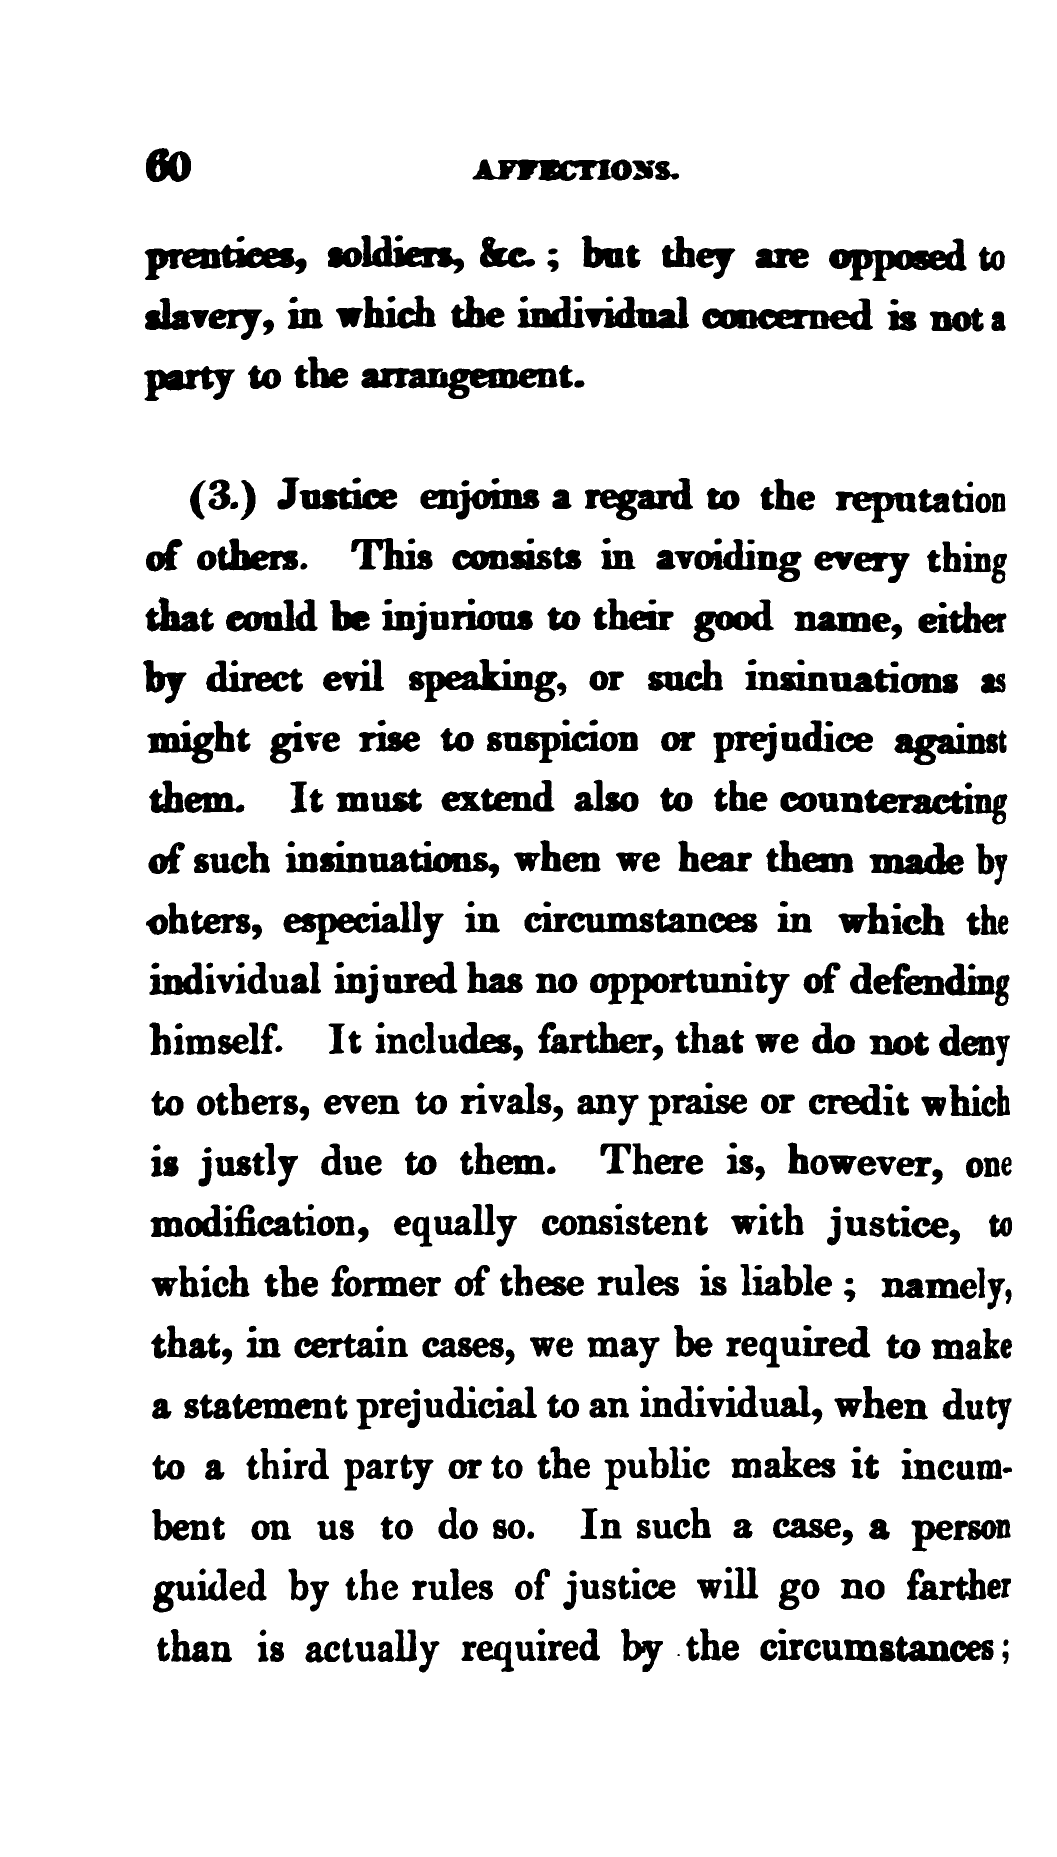 60 AFFECTIONS.
prentices, soldiers, &c. ; but they are opposed to
slavery, in which the individual concerned is not a
party to the arrangement.
(3.) Justice enjoins a regard to the reputation
of others. This consists in avoiding every thing
that could be injurious to their good name, either
by direct evil speaking, or such insinuations as
might give rise to suspicion or prejudice against
them. It must extend also to the counteracting
of such insinuations, when we hear them made by
ohters, especially in circumstances in which the
individual injured has no opportunity of defending
himself. It includes, farther, that we do not deny
to others, even to rivals, any praise or credit which
is justly due to them. There is, however, one
modification, equally consistent with justice, to
which the former of these rules is liable ; namely,
that, in certain cases, we may be required to make
a statement prejudicial to an individual, when duty
to a third party or to the public makes it incum-
bent on us to do so. In such a case, a person
guided by the rules of justice will go no farther
than is actually required by the circumstances ;